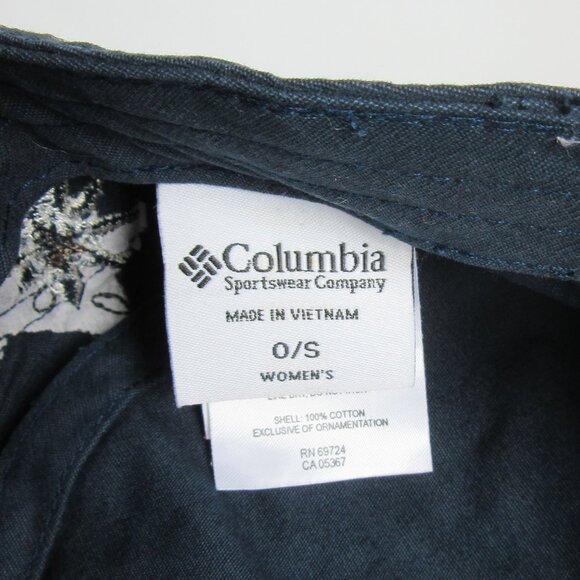 Columbia
Sportswear Company
MADE IN VIETNAM
O/S
WOMEN'S
SHELL: 100% COTTON
EXCLUSIVE OF ORNAMENTATION
RN 69724
CA 05367